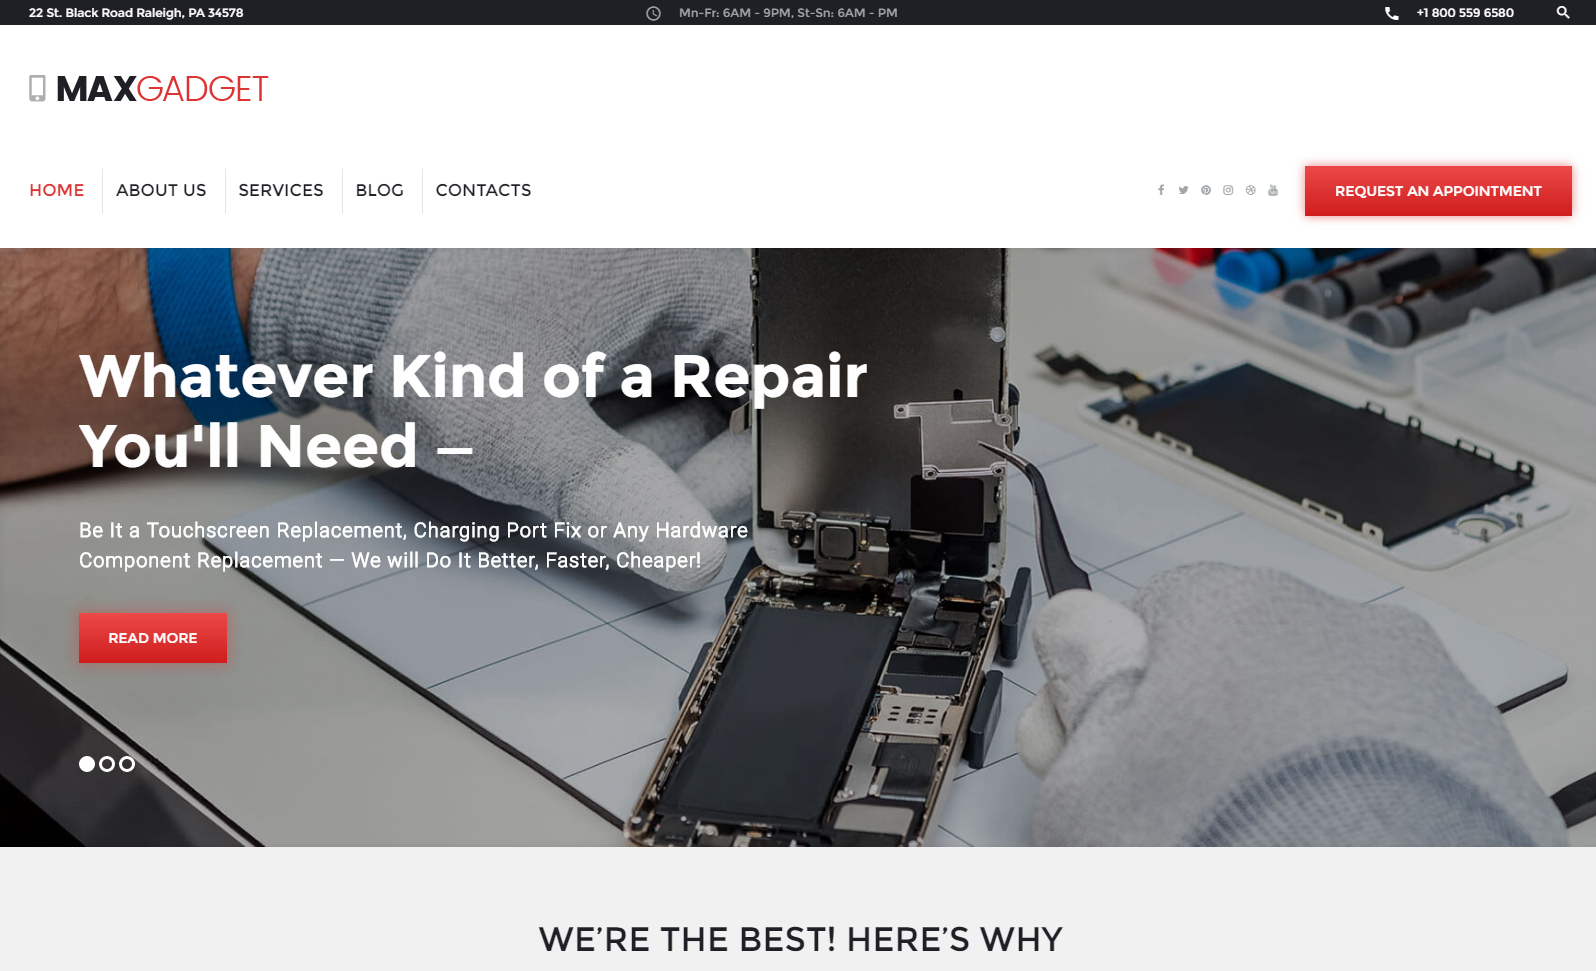 22 St. Black Road Raleigh, PA 34578
Mn-Fr: 6AM - 9PM, St-Sn: 6AM - PM
+1 800 559 6580
MAXGADGET
HOME
ABOUT US
SERVICES
BLOG
CONTACTS
REQUEST AN APPOINTMENT
Whatever Kind of a Repair
You'll Need —
Be It a Touchscreen Replacement, Charging Port Fix or Any Hardware
Component Replacement — We will Do It Better, Faster, Cheaper!
READ MORE
WE’RE THE BEST! HERE’S WHY